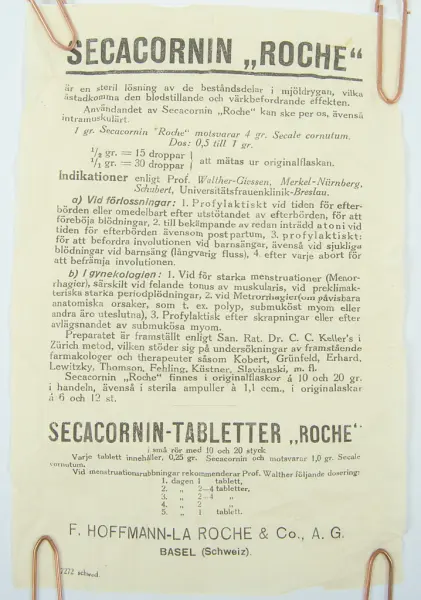 SECACORNIN „ROCHE“
är en steril lösning av de beståndsdelar i mjöldrygan, vilka
åstadkomma den blodstillande och värkbefordrande effekten.
Användandet av Secacornin „Roche“ kan ske per os, ävenså
intramuskulärt.
1 gr. Secacornin "Roche" motsvarar 4 gr. Secale cornutum.
Dos: 0,5 till 1 gr.
1/2 gr. = 15 droppar
1/1 gr. = 30 droppar
att mätas ur originalflaskan.
Indikationer enligt Prof. Walther-Giessen, Merkel-Nürnberg,
Schubert, Universitätsfrauenklinik-Breslau.
a) Vid förlossningar: 1. Profylaktiskt vid tiden för efter-
börden eller omedelbart efter utstötandet av efterbörden, för att
föreböja blödningar, 2. till bekämpande av redan inträdd atoni vid
tiden för efterbörden ävensom post partum, 3. profylaktiskt:
för att befordra involutionen vid barnsäng, ävenså vid sjukliga
blödningar vid barnsäng (långvarig fluss), 4. efter varje abort för
att befrämja involutionen.
b) I gynekologien: 1. Vid för starka menstruationer (Menor-
rhagier), särskilt vid felande tonus av muskularis, vid preklimak-
teriska starka periodblödningar, 2. vid Metrorrhagier (om påvisbara
anatomiska orsaker, som t. ex. polyp, submuköst myom eller
andra äro uteslutna), 3. Profylaktisk efter skrapningar eller efter
avlägsnandet av submukösa myom.
Preparatet är framställt enligt San. Rat. Dr. C. C. Keller's i
Zürich metod, vilken stöder sig på undersökningar av framstående
farmakologer och therapeuter såsom Kobert, Grünfeld, Erhard,
Lewitzky, Thomson, Fehling, Küstner, Slavianski, m. fl.
Secacornin „Roche“ finnes i originalflaskor á 10 och 20 gr.
i handeln, ävenså i sterila ampuller à 1,1 ccm., i originalaskar
á 6 och 12 st.
SECACORNIN-TABLETTER „ROCHE“
i små rör med 10 och 20 styck
Varje tablett innehåller 0,25 gr. Secacornin och motsvarar 1,0 gr. Secale
cornutum.
Vid menstruationsrubbningar rekommenderar Prof. Walther följande dosering:
1. dagen 1 tablett,
2. „ 2—4 tabletter,
3. „ 2-4 „
4. „ 2 „
5. „ 1 tablett.
F. HOFFMANN-LA ROCHE & Co., A. G.
BASEL (Schweiz).
7272 schwed.